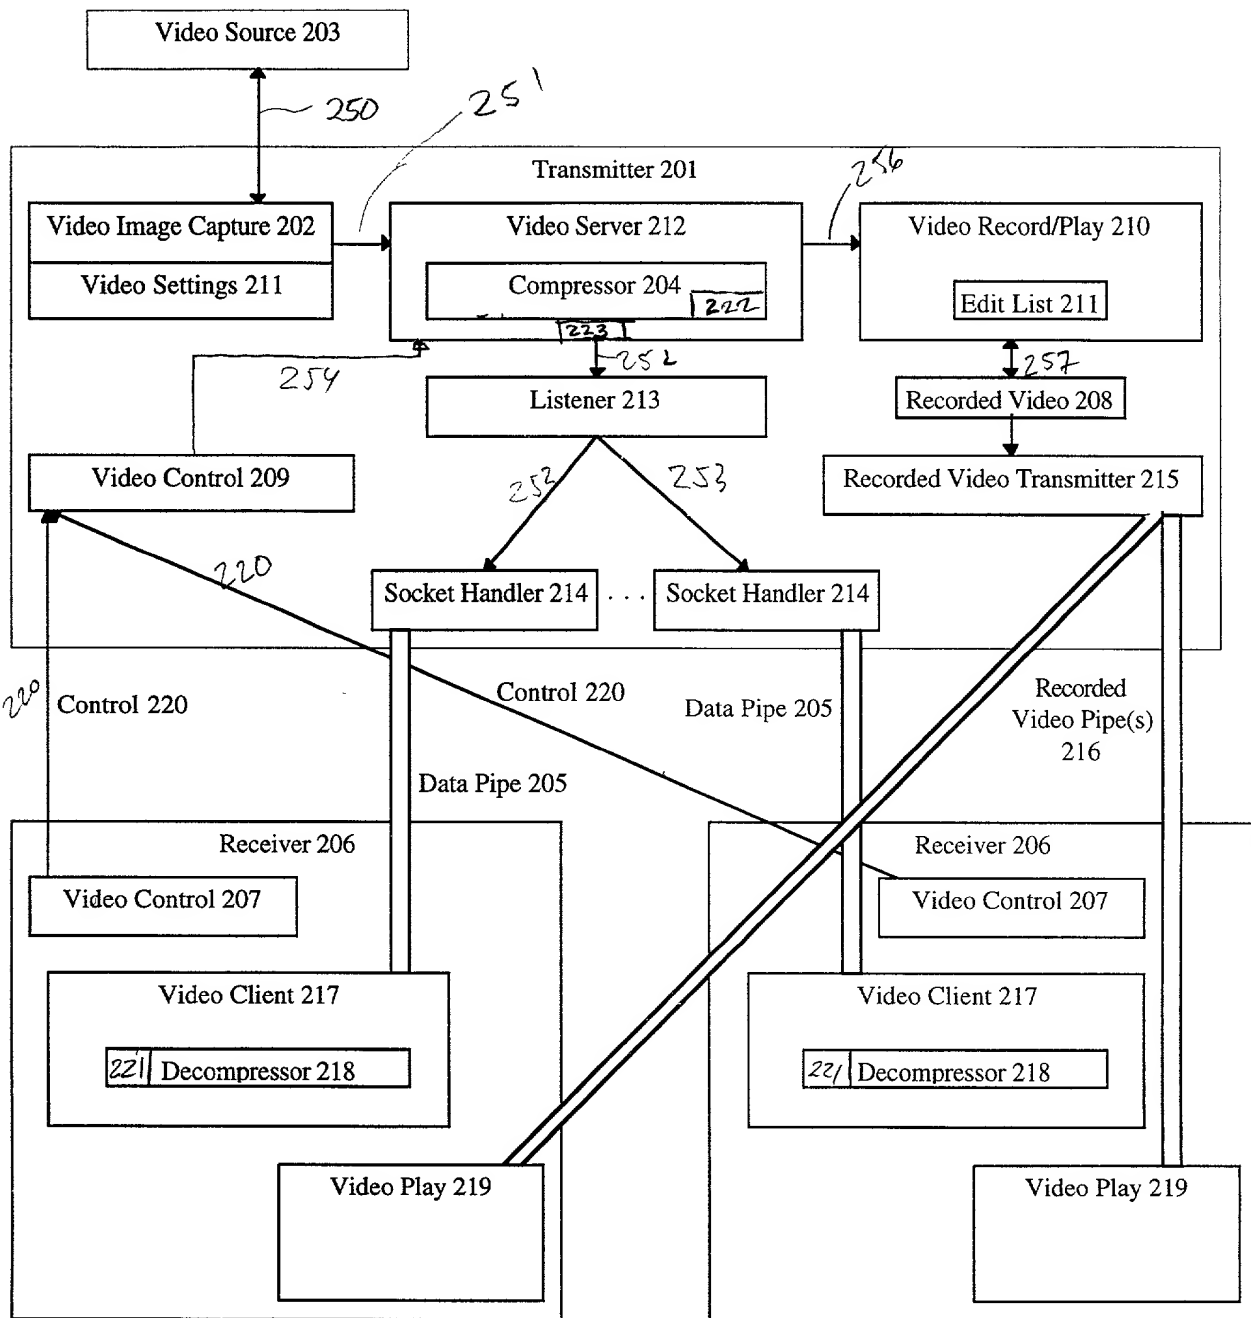 Video Source 203
250
251
Transmitter 201
256
Video Image Capture 202
Video Server 212
Video Record/Play 210
Video Settings 211
Compressor 204
222
Edit List 211
223
254
252
257
Listener 213
Recorded Video 208
Video Control 209
252
253
Recorded Video Transmitter 215
220
Socket Handler 214
. . .
Socket Handler 214
220
Control 220
Control 220
Data Pipe 205
Recorded
Video Pipe(s)
216
Data Pipe 205
Receiver 206
Receiver 206
Video Control 207
Video Control 207
Video Client 217
Video Client 217
221
Decompressor 218
221
Decompressor 218
Video Play 219
Video Play 219